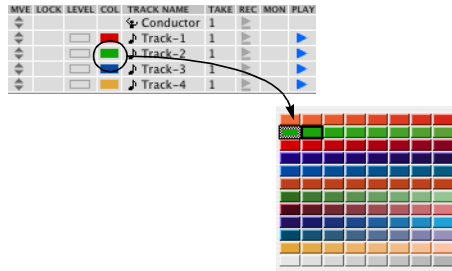 MVE LOCK LEVEL COL TRACK NAME TAKE REC MON PLAY
Conductor 1
Track-1 1
Track-2 1
Track-3 1
Track-4 1